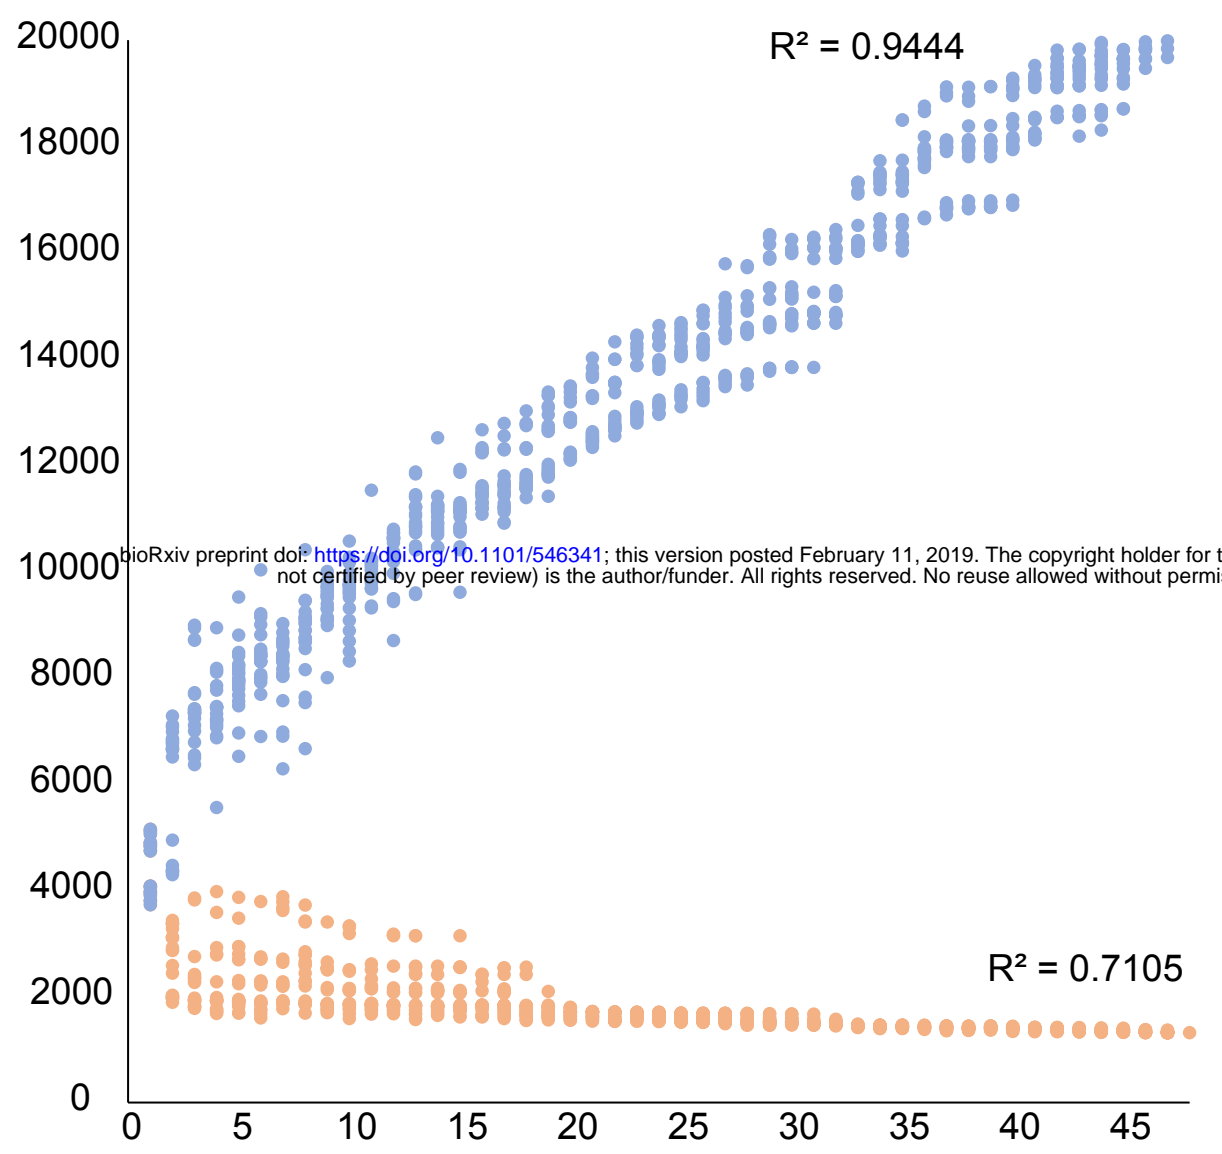 20000
R² = 0.9444
18000
16000
14000
12000
10000
bioRxiv preprint doi: https://doi.org/10.1101/546341; this version posted February 11, 2019. The copyright holder for
not certified by peer review) is the author/funder. All rights reserved. No reuse allowed without
8000
6000
4000
R² = 0.7105
2000
0
0 5 10 15 20 25 30 35 40 45